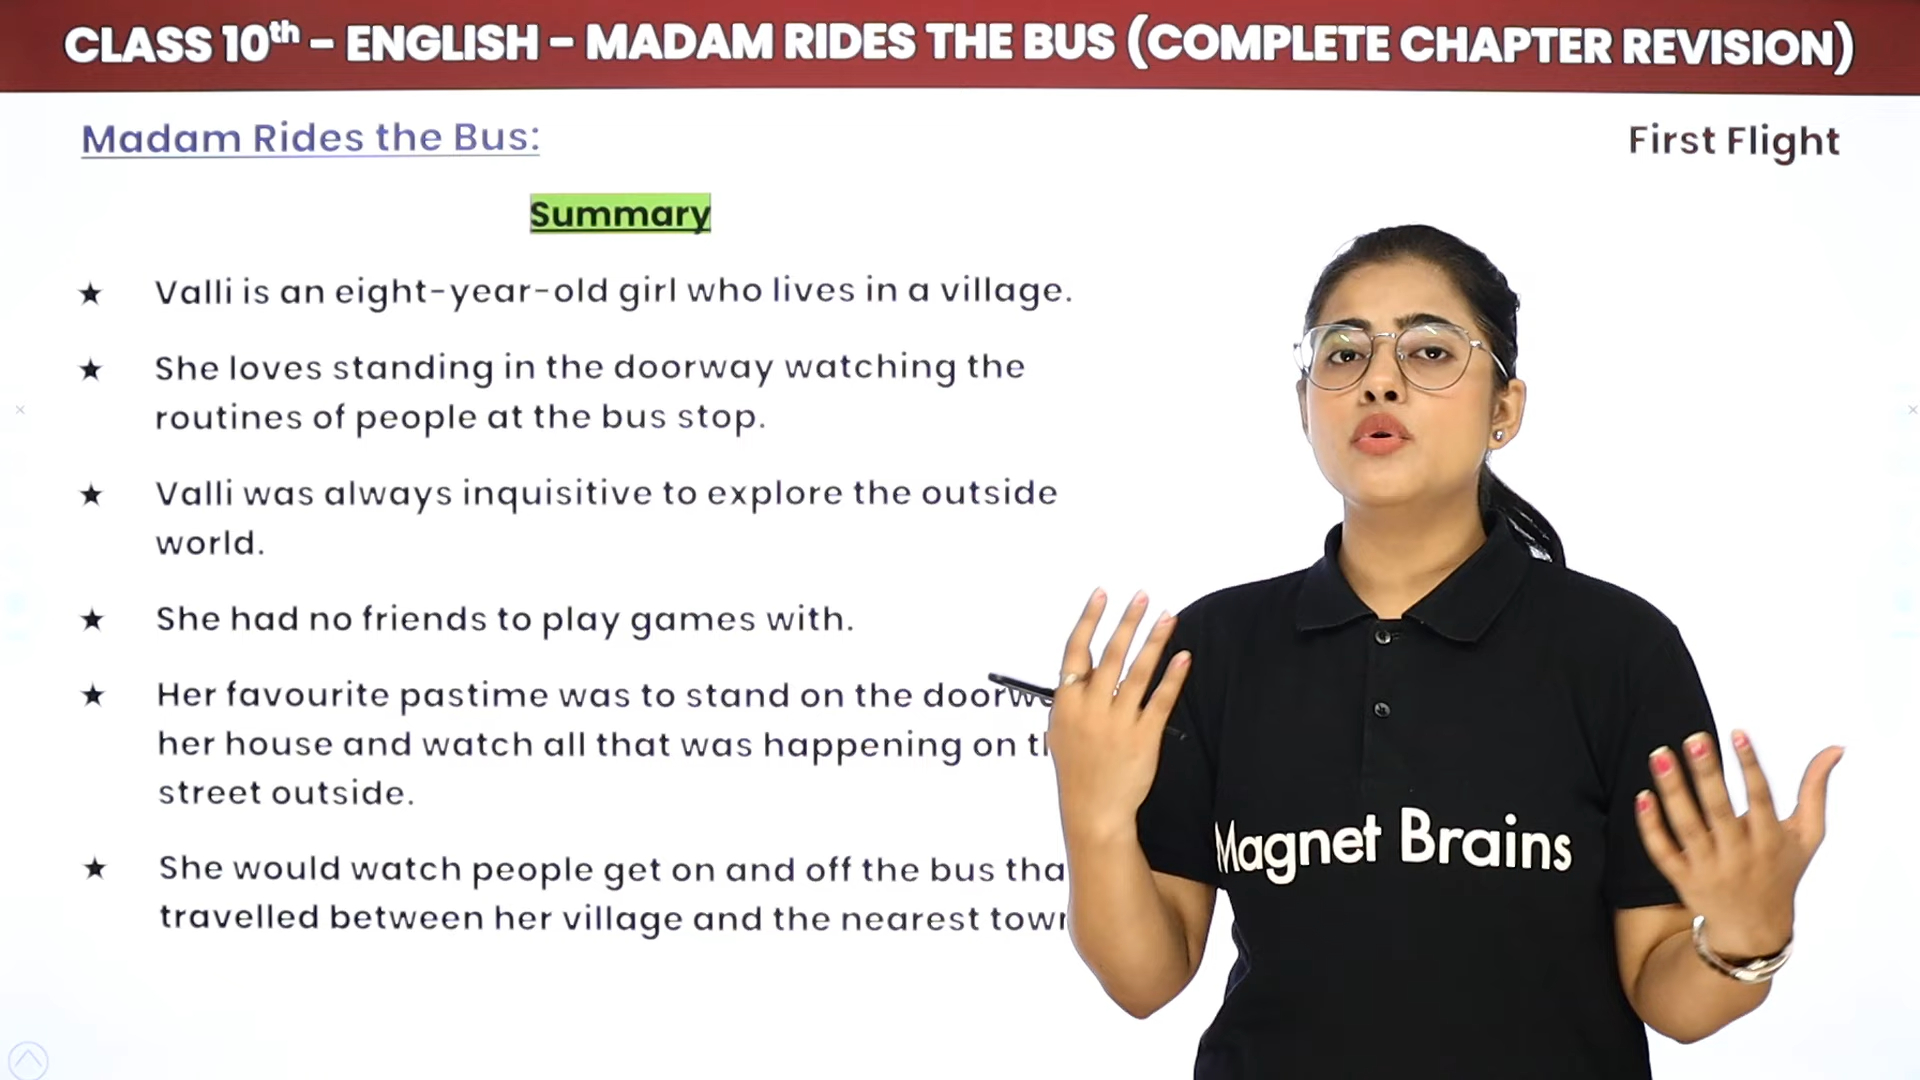 CLASS 10th - ENGLISH - MADAM RIDES THE BUS (COMPLETE CHAPTER REVISION)
Madam Rides the Bus:
First Flight
Summary
★ Valli is an eight-year-old girl who lives in a village.
★ She loves standing in the doorway watching the
routines of people at the bus stop.
★ Valli was always inquisitive to explore the outside
world.
★ She had no friends to play games with.
★ Her favourite pastime was to stand on the
her house and watch all that was happening on
street outside.
★ She would watch people get on and off the bus
travelled between her village and the nearest
Magnet Brains